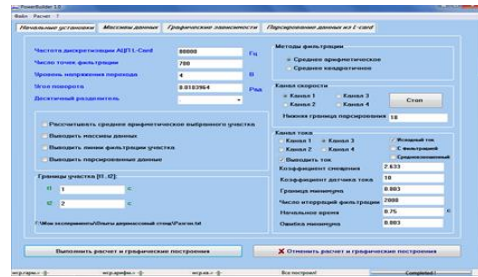 PowerBuilder 1.0
Файл Расчет ?
Начальные установки Массивы данных Графические зависимости Парсирование данных из L-card
Частота дискретизации АЦП L-Card 80000 Гц
Число точек фильтрации 700
Уровень напряжения перехода 4 В
Угол поворота 0.0183964 Рад
Десятичный разделитель
Рассчитывать среднее арифметическое выбранного участка
Выводить массивы данных
Выводить линии фильтрации участка
Выводить парсированные данные
Границы участка [t1..t2]:
t1 1 с
t2 2 с
Методы фильтрации
Среднее арифметическое
Среднее квадратичное
Канал скорости
Канал 1 Канал 3
Канал 2 Канал 4
Стоп
Нижняя граница парсирования 10
Канал тока
Канал 1 Канал 3 Исходный ток
Канал 2 Канал 4 С фильтрацией
Выводить ток
Коэффициент смещения 2.633
Коэффициент датчика тока 10
Граница минимума 0.003
Число итерраций фильтрации 2000
Начальное время 0.75 с
Ошибка минимума 0.003
Выполнить расчет и графические построения
Отменить расчет и графические построения
Все построено! Completed!